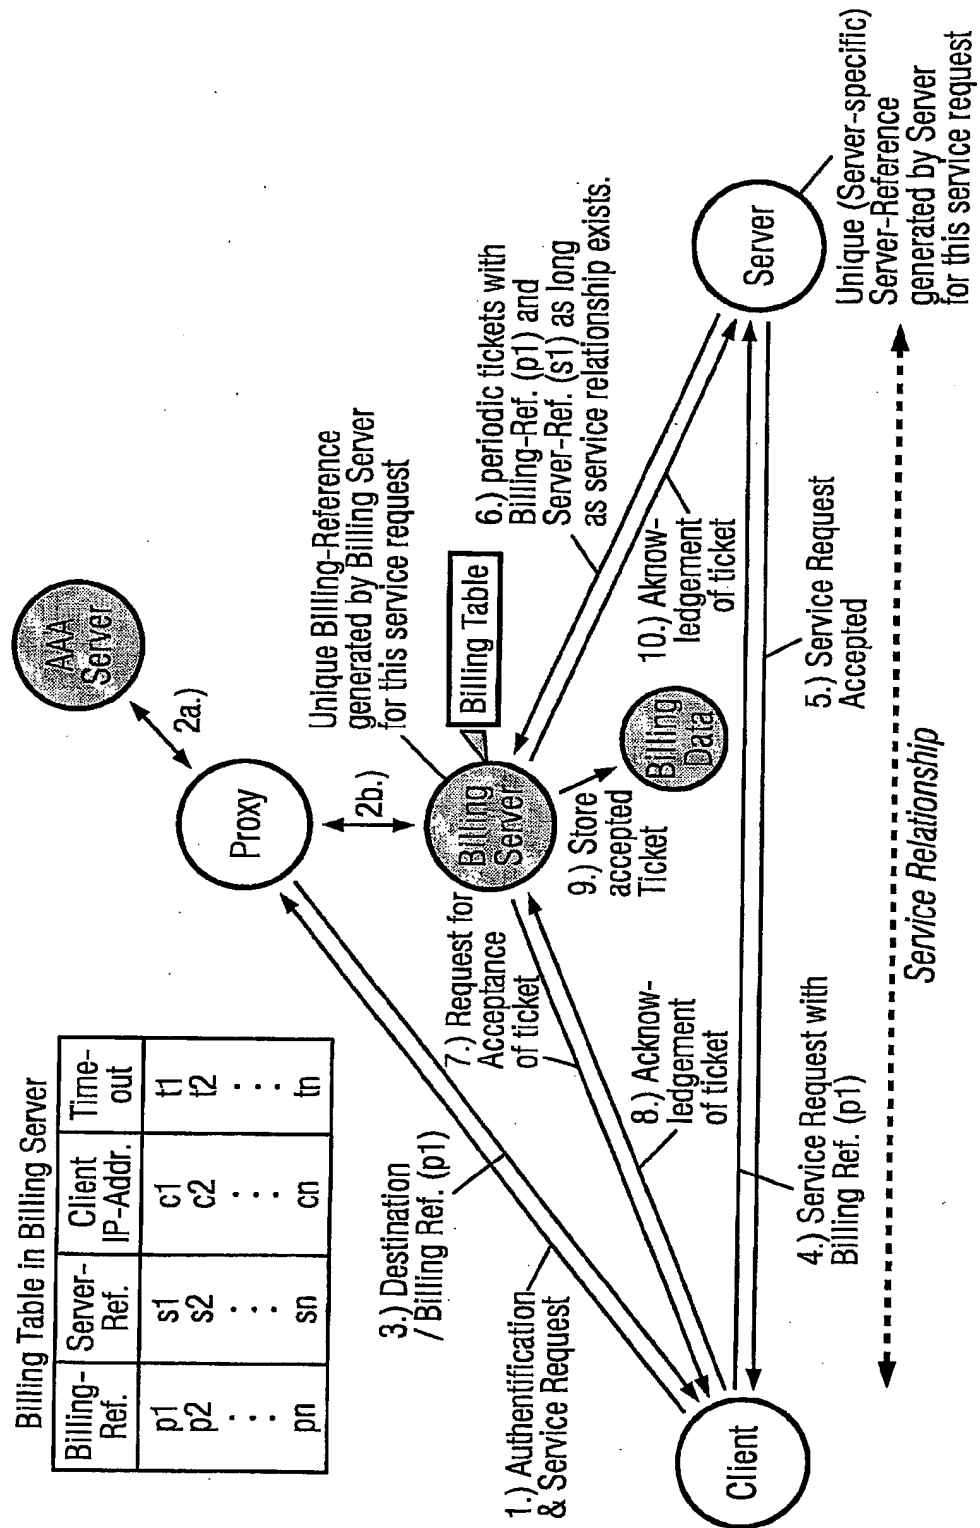 Billing Table in Billing Server
Billing-
Ref.
Server-
Ref.
Client
IP-Addr.
Time-
out
p1 s1 c1 t1
p2 s2 c2 t2
. . . . . . . . . . . .
pn sn cn tn
AAA
Server
2a.)
Proxy
2b.)
Unique Billing-Reference
generated by Billing Server
for this service request
Billing Table
Billing
Server
1.) Authentification
& Service Request
3.) Destination
/ Billing Ref. (p1)
7.) Request for
Acceptance
of ticket
8.) Acknow-
ledgement
of ticket
9.) Store
accepted
Ticket
Billing
Data
6.) periodic tickets with
Billing-Ref. (p1) and
Server-Ref. (s1) as long
as service relationship exists.
10.) Aknow-
ledgement
of ticket
Client
Server
4.) Service Request with
Billing Ref. (p1)
5.) Service Request
Accepted
Unique (Server-specific)
Server-Reference
generated by Server
for this service request
Service Relationship